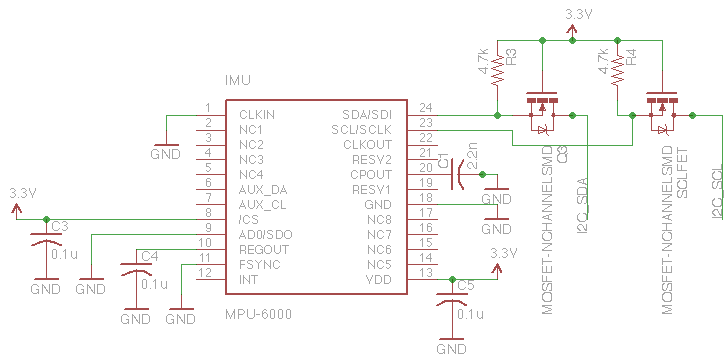 3.3V
4.7k
R3
4.7k
R4
IMU
1 CLKIN SDA/SDI 24
2 NC1 SCL/SCLK 23
3 NC2 CLKOUT 22
4 NC3 RESV2 21
5 NC4 CPOUT 20
6 AUX_DA RESV1 19
7 AUX_CL GND 18
8 /CS NC8 17
9 AD0/SDO NC7 16
10 REGOUT NC6 15
11 FSYNC NC5 14
12 INT VDD 13
MPU-6000
GND
3.3V
C3
0.1u
GND
GND
C4
0.1u
GND
GND
C1
2.2n
GND
GND
3.3V
C5
0.1u
GND
MOSFET-NCHANNELSMD
Q3
I2C_SDA
MOSFET-NCHANNELSMD
SCLFET
I2C_SCL